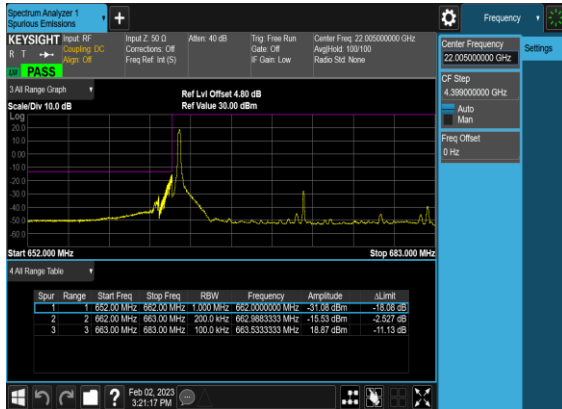 Spectrum Analyzer 1
Spurious Emissions
Frequency
KEYSIGHT
R T
Input: RF
Coupling: DC
Align: Off
Input Z: 50 Ω
Corrections: Off
Freq Ref: Int (S)
Atten: 40 dB
Trig: Free Run
Gate: Off
IF Gain: Low
Center Freq: 22.005000000 GHz
Avg|Hold: 100/100
Radio Std: None
PASS
Center Frequency
22.005000000 GHz
Settings
CF Step
4.399000000 GHz
Auto
Man
Freq Offset
0 Hz
3 All Range Graph
Scale/Div 10.0 dB
Ref Lvl Offset 4.80 dB
Ref Value 30.00 dBm
Log
20.0
10.0
0.00
-10.0
-20.0
-30.0
-40.0
-50.0
-60.0
Start 652.000 MHz
Stop 683.000 MHz
4 All Range Table
Spur Range Start Freq Stop Freq RBW Frequency Amplitude ΔLimit
1 1 652.00 MHz 662.00 MHz 1.000 MHz 662.0000000 MHz -31.08 dBm -18.08 dB
2 2 662.00 MHz 663.00 MHz 200.0 kHz 662.9883333 MHz -15.53 dBm -2.527 dB
3 3 663.00 MHz 683.00 MHz 100.0 kHz 663.5333333 MHz 18.87 dBm -11.13 dB
?
Feb 02, 2023
3:21:17 PM